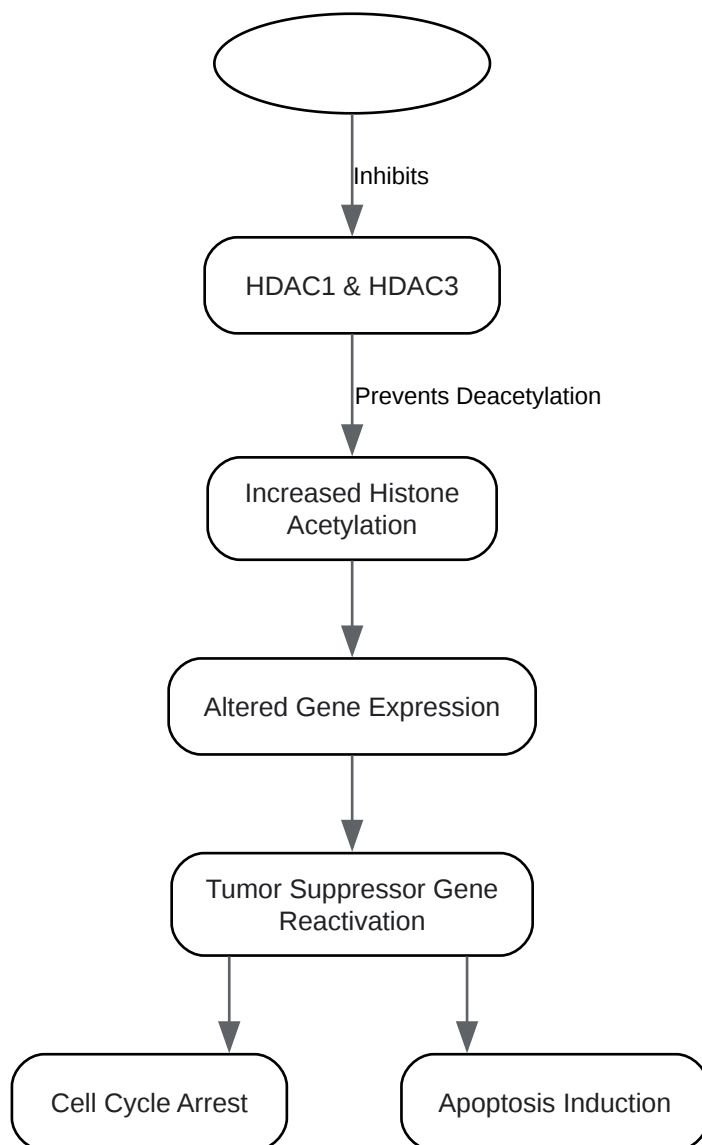 Inhibits
HDAC1 & HDAC3
Prevents Deacetylation
Increased Histone
Acetylation
Altered Gene Expression
Tumor Suppressor Gene
Reactivation
Cell Cycle Arrest
Apoptosis Induction